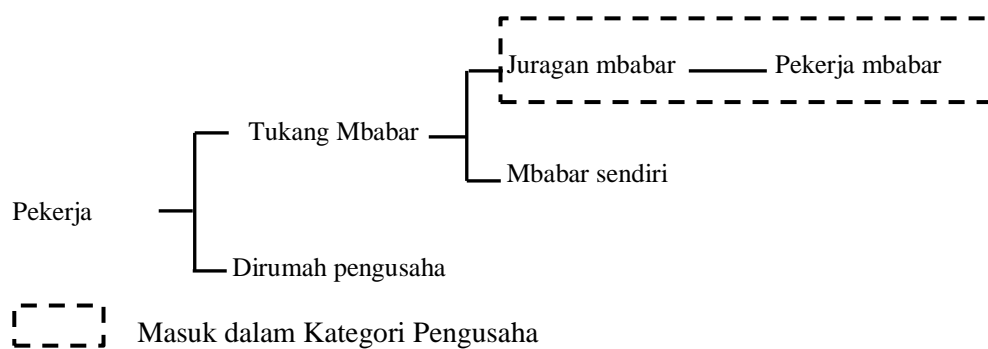 Juragan mbabar Pekerja mbabar
Tukang Mbabar
Mbabar sendiri
Pekerja
Dirumah pengusaha
Masuk dalam Kategori Pengusaha